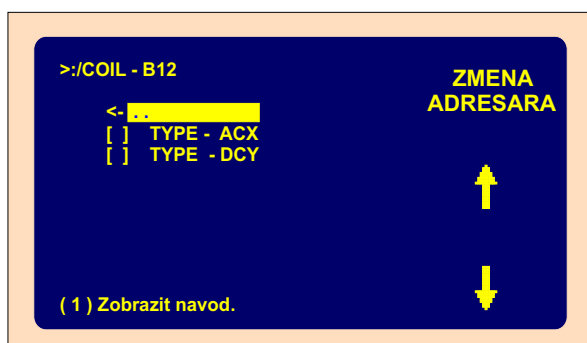 >:/COIL - B12
<- . .
[ ] TYPE - ACX
[ ] TYPE - DCY
( 1 ) Zobrazit navod.
ZMENA
ADRESARA